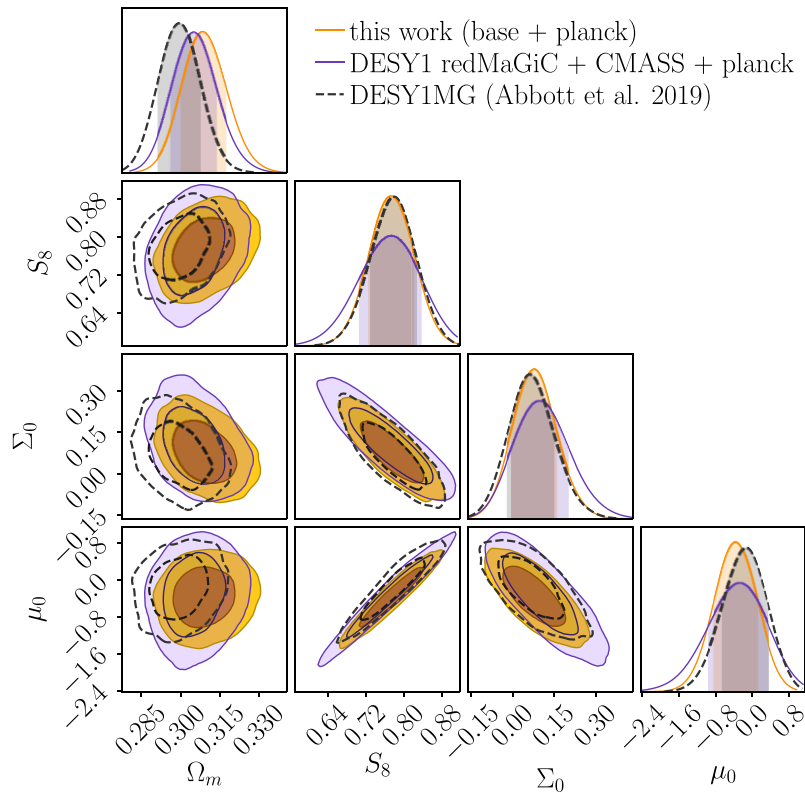 this work (base + planck)
DESY1 redMaGiC + CMASS + planck
DESY1MG (Abbott et al. 2019)
S₈
0.88
0.80
0.72
0.64
Σ₀
0.30
0.15
0.00
−0.15
μ₀
0.8
0.0
−0.8
−1.6
−2.4
0.285 0.300 0.315 0.330
0.64 0.72 0.80 0.88
−0.15 0.00 0.15 0.30
−2.4 −1.6 −0.8 0.0 0.8
Ωₘ S₈ Σ₀ μ₀